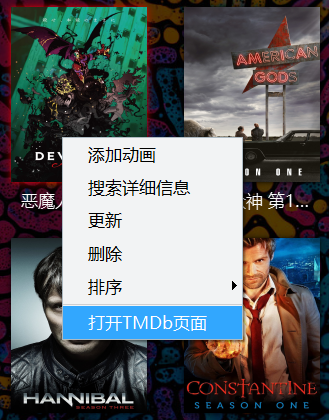 AMERICAN
GODS
DEV
ON ONE
添加动画
搜索详细信息
恶魔
神 第1...
更新
删除
排序
打开TMDb页面
HANNIBAL
SEASON THREE
CONSTANTINE
SEASON ONE